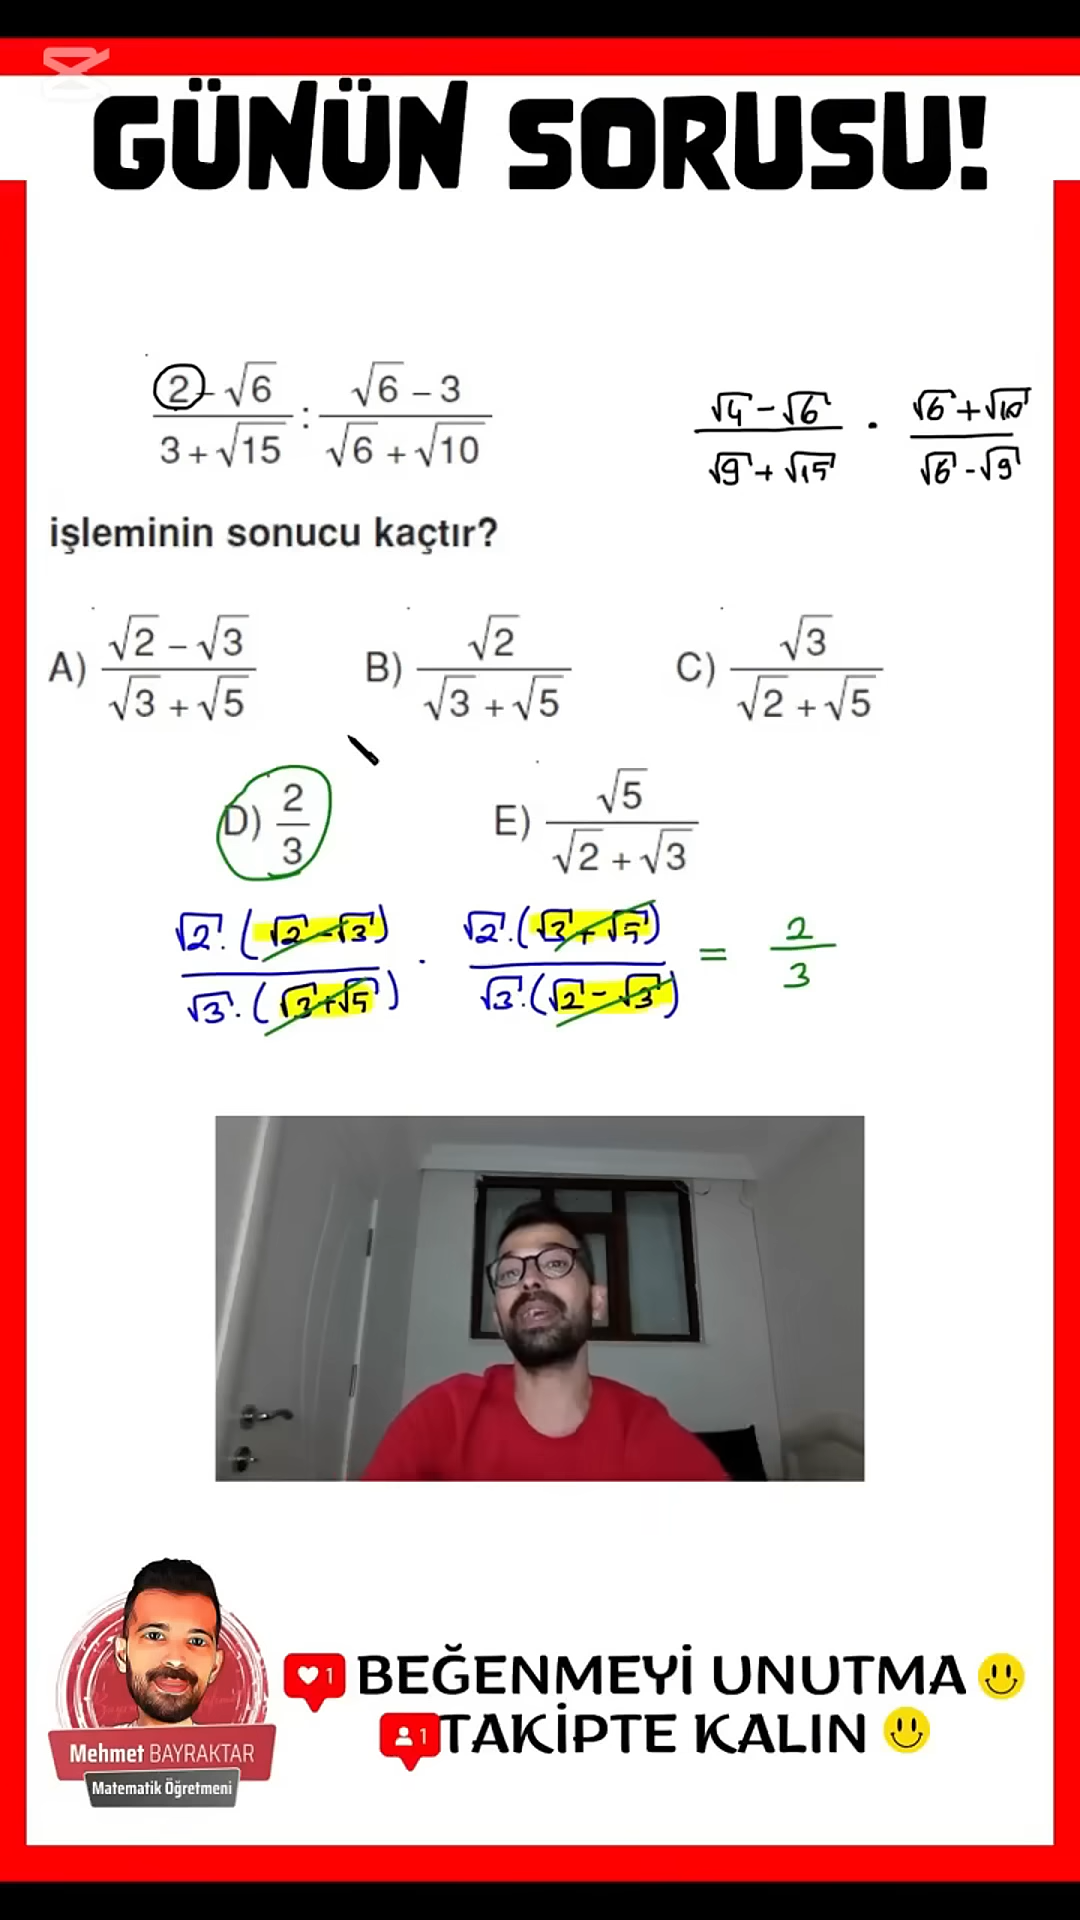 GÜNÜN SORUSU!
(2 - √6)/(3 + √15) : (√6 - 3)/(√6 + √10)
(√4 - √6)/(√9 + √15) · (√6 + √10)/(√6 - √9)
işleminin sonucu kaçtır?
A) (√2 - √3)/(√3 + √5)
B) √2/(√3 + √5)
C) √3/(√2 + √5)
D) 2/3
E) √5/(√2 + √3)
√2·(√2 - √3)/√3·(√3+√5) · √2·(√3+√5)/√3·(√2 - √3) = 2/3
1 BEĞENMEYİ UNUTMA
1 TAKİPTE KALIN
Mehmet BAYRAKTAR
Matematik Öğretmeni